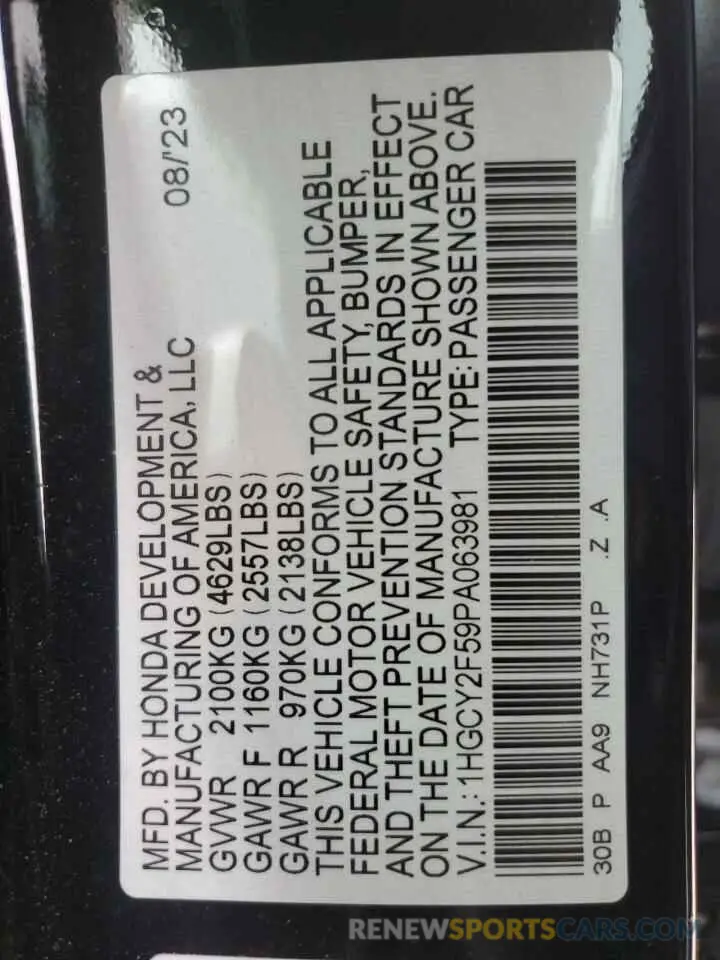 MFD. BY HONDA DEVELOPMENT &
MANUFACTURING OF AMERICA, LLC 08/'23
GVWR 2100KG (4629LBS)
GAWR F 1160KG (2557LBS)
GAWR R 970KG (2138LBS)
THIS VEHICLE CONFORMS TO ALL APPLICABLE
FEDERAL MOTOR VEHICLE SAFETY, BUMPER,
AND THEFT PREVENTION STANDARDS IN EFFECT
ON THE DATE OF MANUFACTURE SHOWN ABOVE.
V.I.N.: 1HGCY2F59PA063981 TYPE: PASSENGER CAR
30B P AA9 NH731P .Z .A
RENEWSPORTSCARS.COM